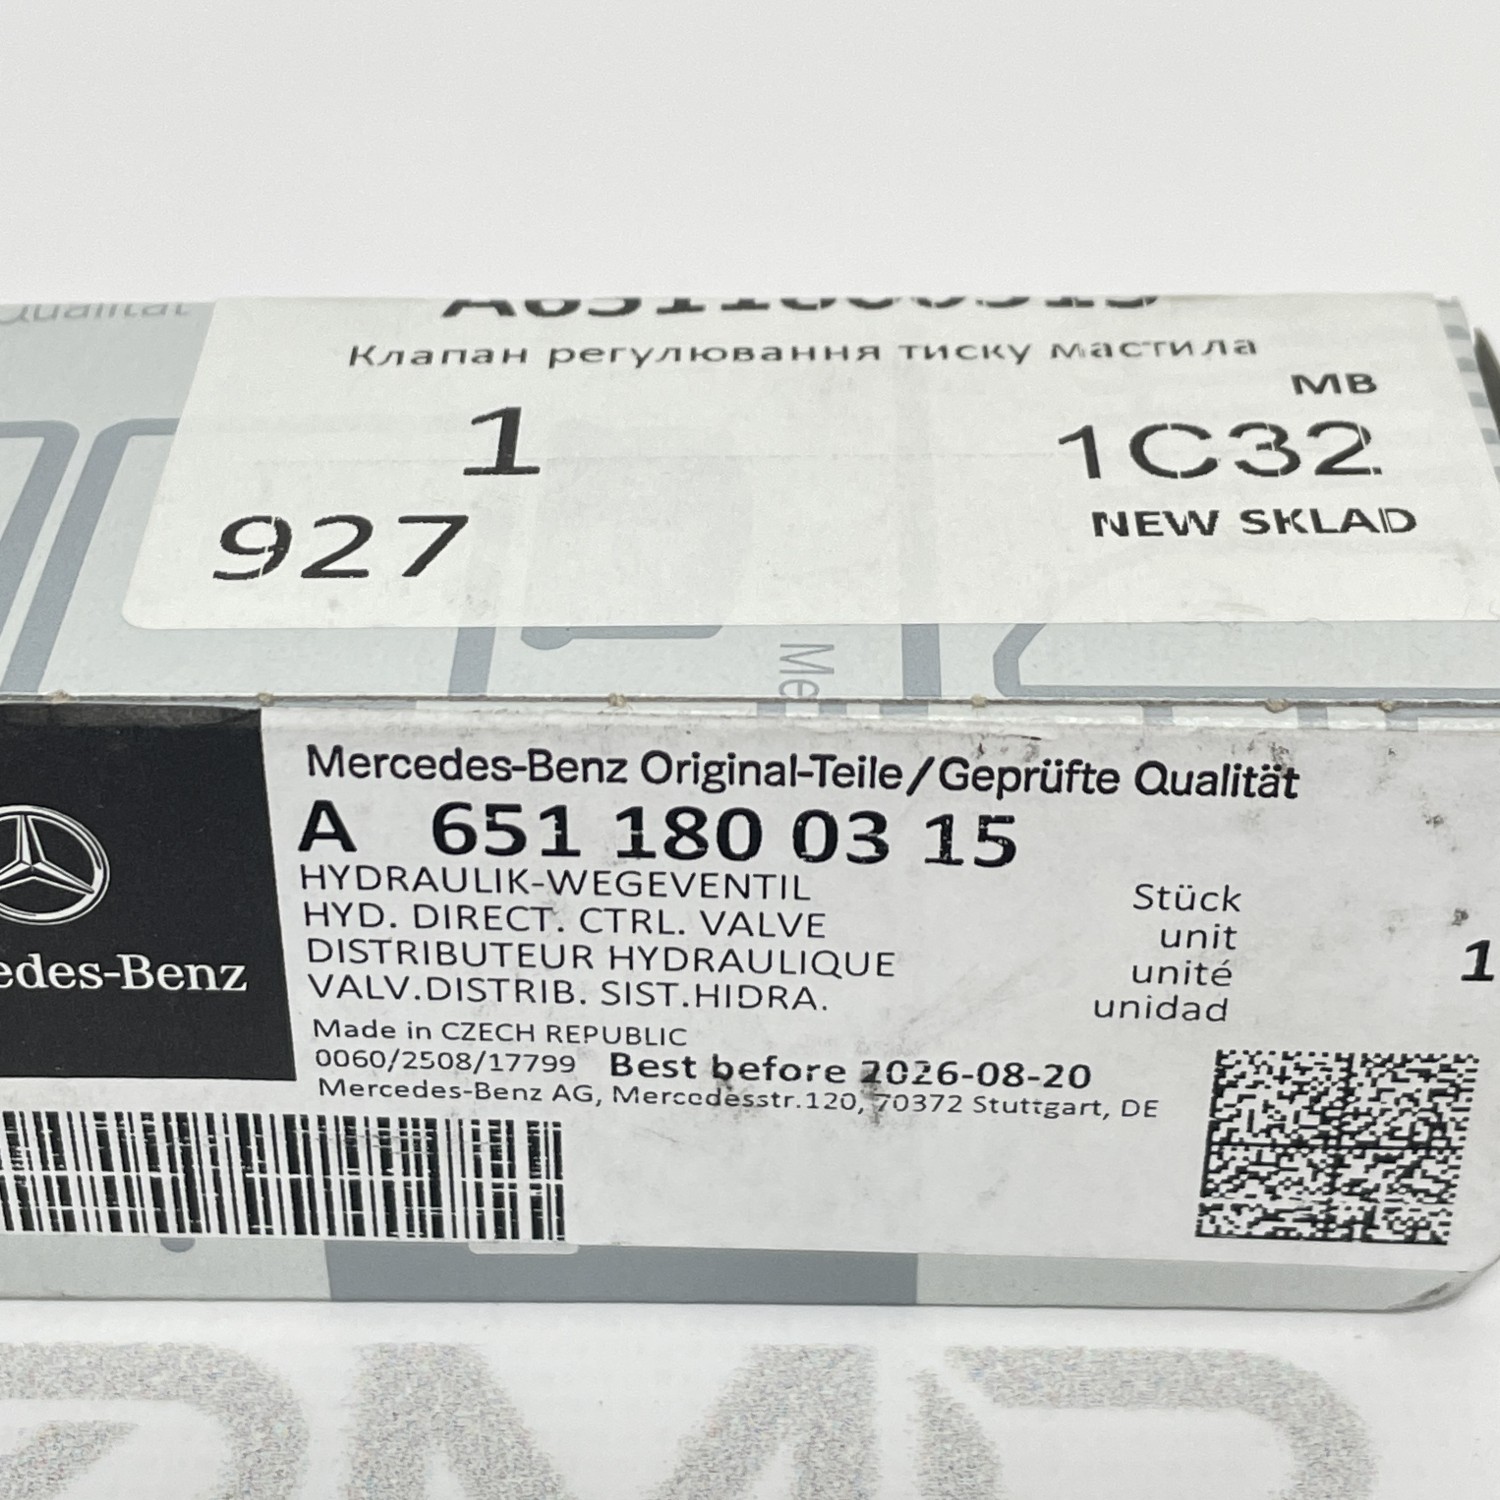 Qualität
A6511800315
Клапан регулювання тиску мастила
MB
1
1C32
927
NEW SKLAD
Me
Mercedes-Benz Original-Teile/Geprüfte Qualität
A 651 180 03 15
HYDRAULIK-WEGEVENTIL
HYD. DIRECT. CTRL. VALVE
DISTRIBUTEUR HYDRAULIQUE
VALV.DISTRIB. SIST.HIDRA.
Stück
unit
unité
unidad
1
edes-Benz
Made in CZECH REPUBLIC
0060/2508/17799 Best before 2026-08-20
Mercedes-Benz AG, Mercedesstr.120, 70372 Stuttgart, DE